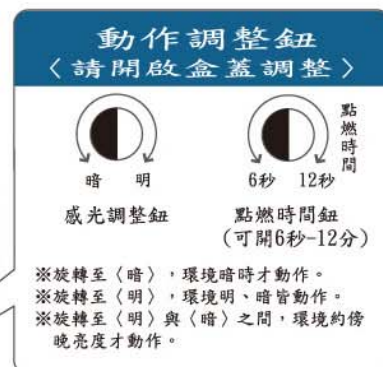 動作調整鈕
〈請開啟盒蓋調整〉
暗 明
感光調整鈕
6秒 12秒
點燃時間
點燃時間鈕
(可開6秒-12分)
※旋轉至〈暗〉，環境暗時才動作。
※旋轉至〈明〉，環境明、暗皆動作。
※旋轉至〈明〉與〈暗〉之間，環境約傍
晚亮度才動作。